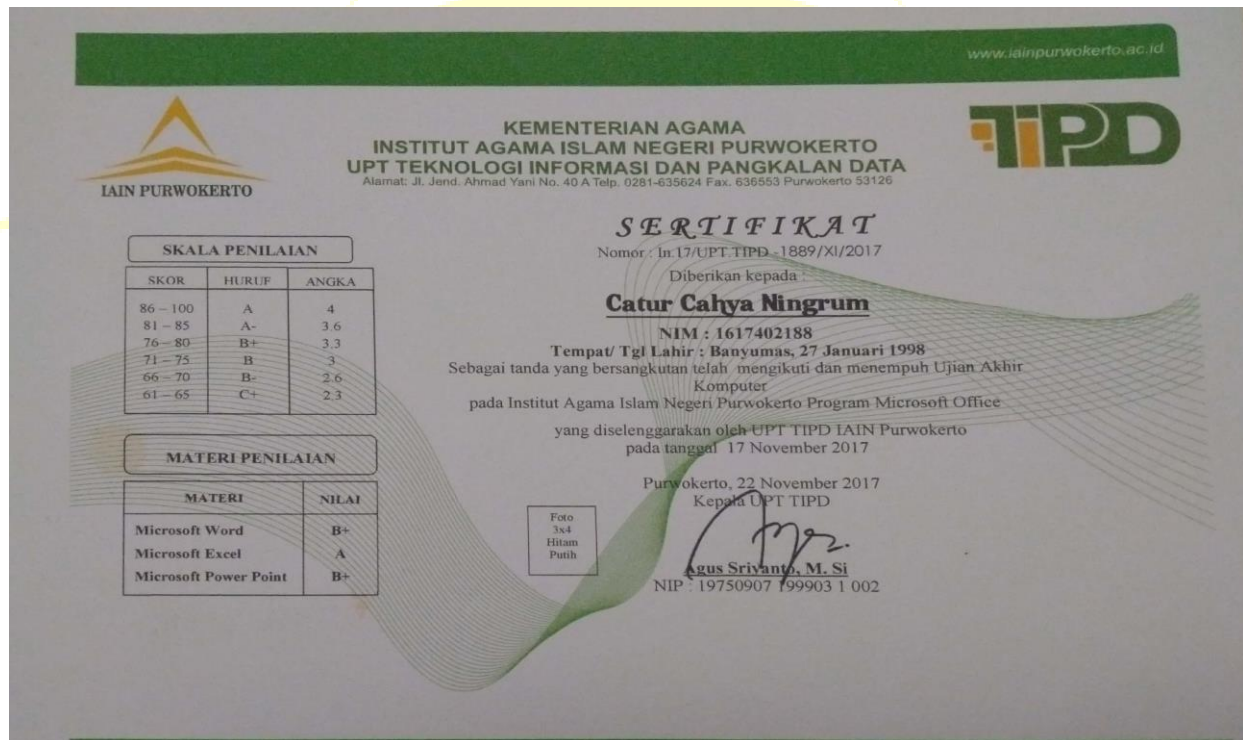 www.iainpurwokerto.ac.id
IAIN PURWOKERTO
KEMENTERIAN AGAMA
INSTITUT AGAMA ISLAM NEGERI PURWOKERTO
UPT TEKNOLOGI INFORMASI DAN PANGKALAN DATA
Alamat: Jl. Jend. Ahmad Yani No. 40 A Telp. 0281-635624 Fax. 636553 Purwokerto 53126
TIPD
SKALA PENILAIAN
SKOR HURUF ANGKA
86 – 100 A 4
81 – 85 A- 3.6
76 – 80 B+ 3.3
71 – 75 B 3
66 – 70 B- 2.6
61 – 65 C+ 2.3
MATERI PENILAIAN
MATERI NILAI
Microsoft Word B+
Microsoft Excel A
Microsoft Power Point B+
SERTIFIKAT
Nomor : In.17/UPT.TIPD -1889/XI/2017
Diberikan kepada :
Catur Cahya Ningrum
NIM : 1617402188
Tempat/ Tgl Lahir : Banyumas, 27 Januari 1998
Sebagai tanda yang bersangkutan telah mengikuti dan menempuh Ujian Akhir
Komputer
pada Institut Agama Islam Negeri Purwokerto Program Microsoft Office
yang diselenggarakan oleh UPT TIPD IAIN Purwokerto
pada tanggal 17 November 2017
Purwokerto, 22 November 2017
Kepala UPT TIPD
Foto
3x4
Hitam
Putih
Agus Sriyanto, M. Si
NIP : 19750907 199903 1 002